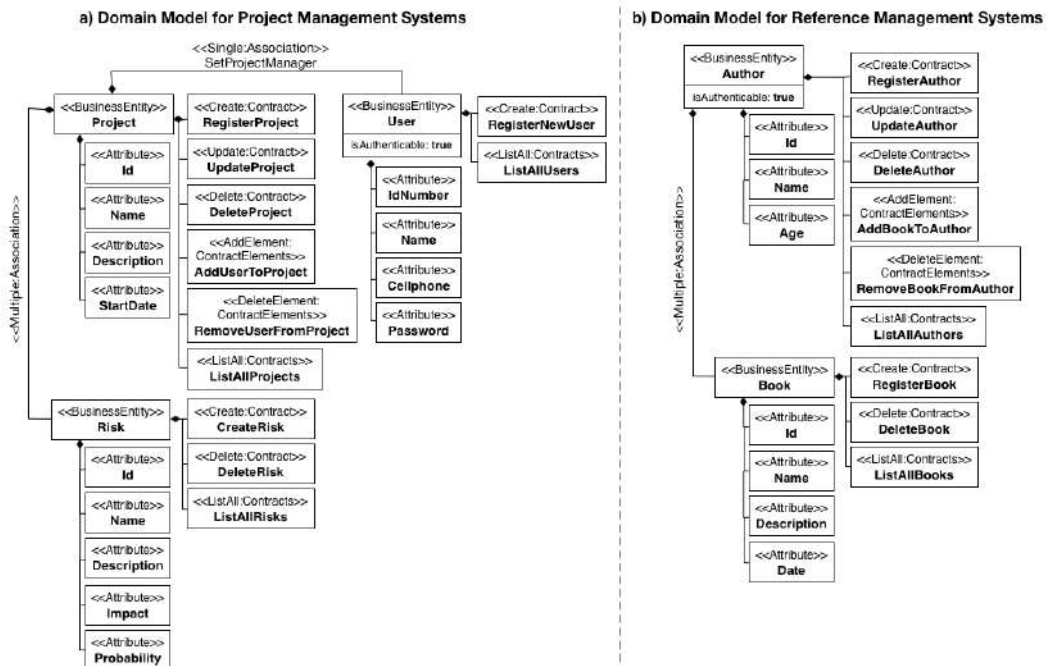 a) Domain Model for Project Management Systems
<<Single:Association>>
SetProjectManager
<<BusinessEntity>>
Project
<<Create:Contract>>
RegisterProject
<<Update:Contract>>
UpdateProject
<<Delete:Contract>>
DeleteProject
<<AddElement:
ContractElements>>
AddUserToProject
<<DeleteElement:
ContractElements>>
RemoveUserFromProject
<<ListAll:Contracts>>
ListAllProjects
<<Attribute>>
Id
<<Attribute>>
Name
<<Attribute>>
Description
<<Attribute>>
StartDate
<<BusinessEntity>>
User
isAuthenticable: true
<<Create:Contract>>
RegisterNewUser
<<ListAll:Contracts>>
ListAllUsers
<<Attribute>>
IdNumber
<<Attribute>>
Name
<<Attribute>>
Cellphone
<<Attribute>>
Password
<<Multiple:Association>>
<<BusinessEntity>>
Risk
<<Create:Contract>>
CreateRisk
<<Delete:Contract>>
DeleteRisk
<<ListAll:Contracts>>
ListAllRisks
<<Attribute>>
Id
<<Attribute>>
Name
<<Attribute>>
Description
<<Attribute>>
Impact
<<Attribute>>
Probability
b) Domain Model for Reference Management Systems
<<BusinessEntity>>
Author
isAuthenticable: true
<<Create:Contract>>
RegisterAuthor
<<Update:Contract>>
UpdateAuthor
<<Delete:Contract>>
DeleteAuthor
<<AddElement:
ContractElements>>
AddBookToAuthor
<<DeleteElement:
ContractElements>>
RemoveBookFromAuthor
<<ListAll:Contracts>>
ListAllAuthors
<<Attribute>>
Id
<<Attribute>>
Name
<<Attribute>>
Age
<<Multiple:Association>>
<<BusinessEntity>>
Book
<<Create:Contract>>
RegisterBook
<<Delete:Contract>>
DeleteBook
<<ListAll:Contracts>>
ListAllBooks
<<Attribute>>
Id
<<Attribute>>
Name
<<Attribute>>
Description
<<Attribute>>
Date